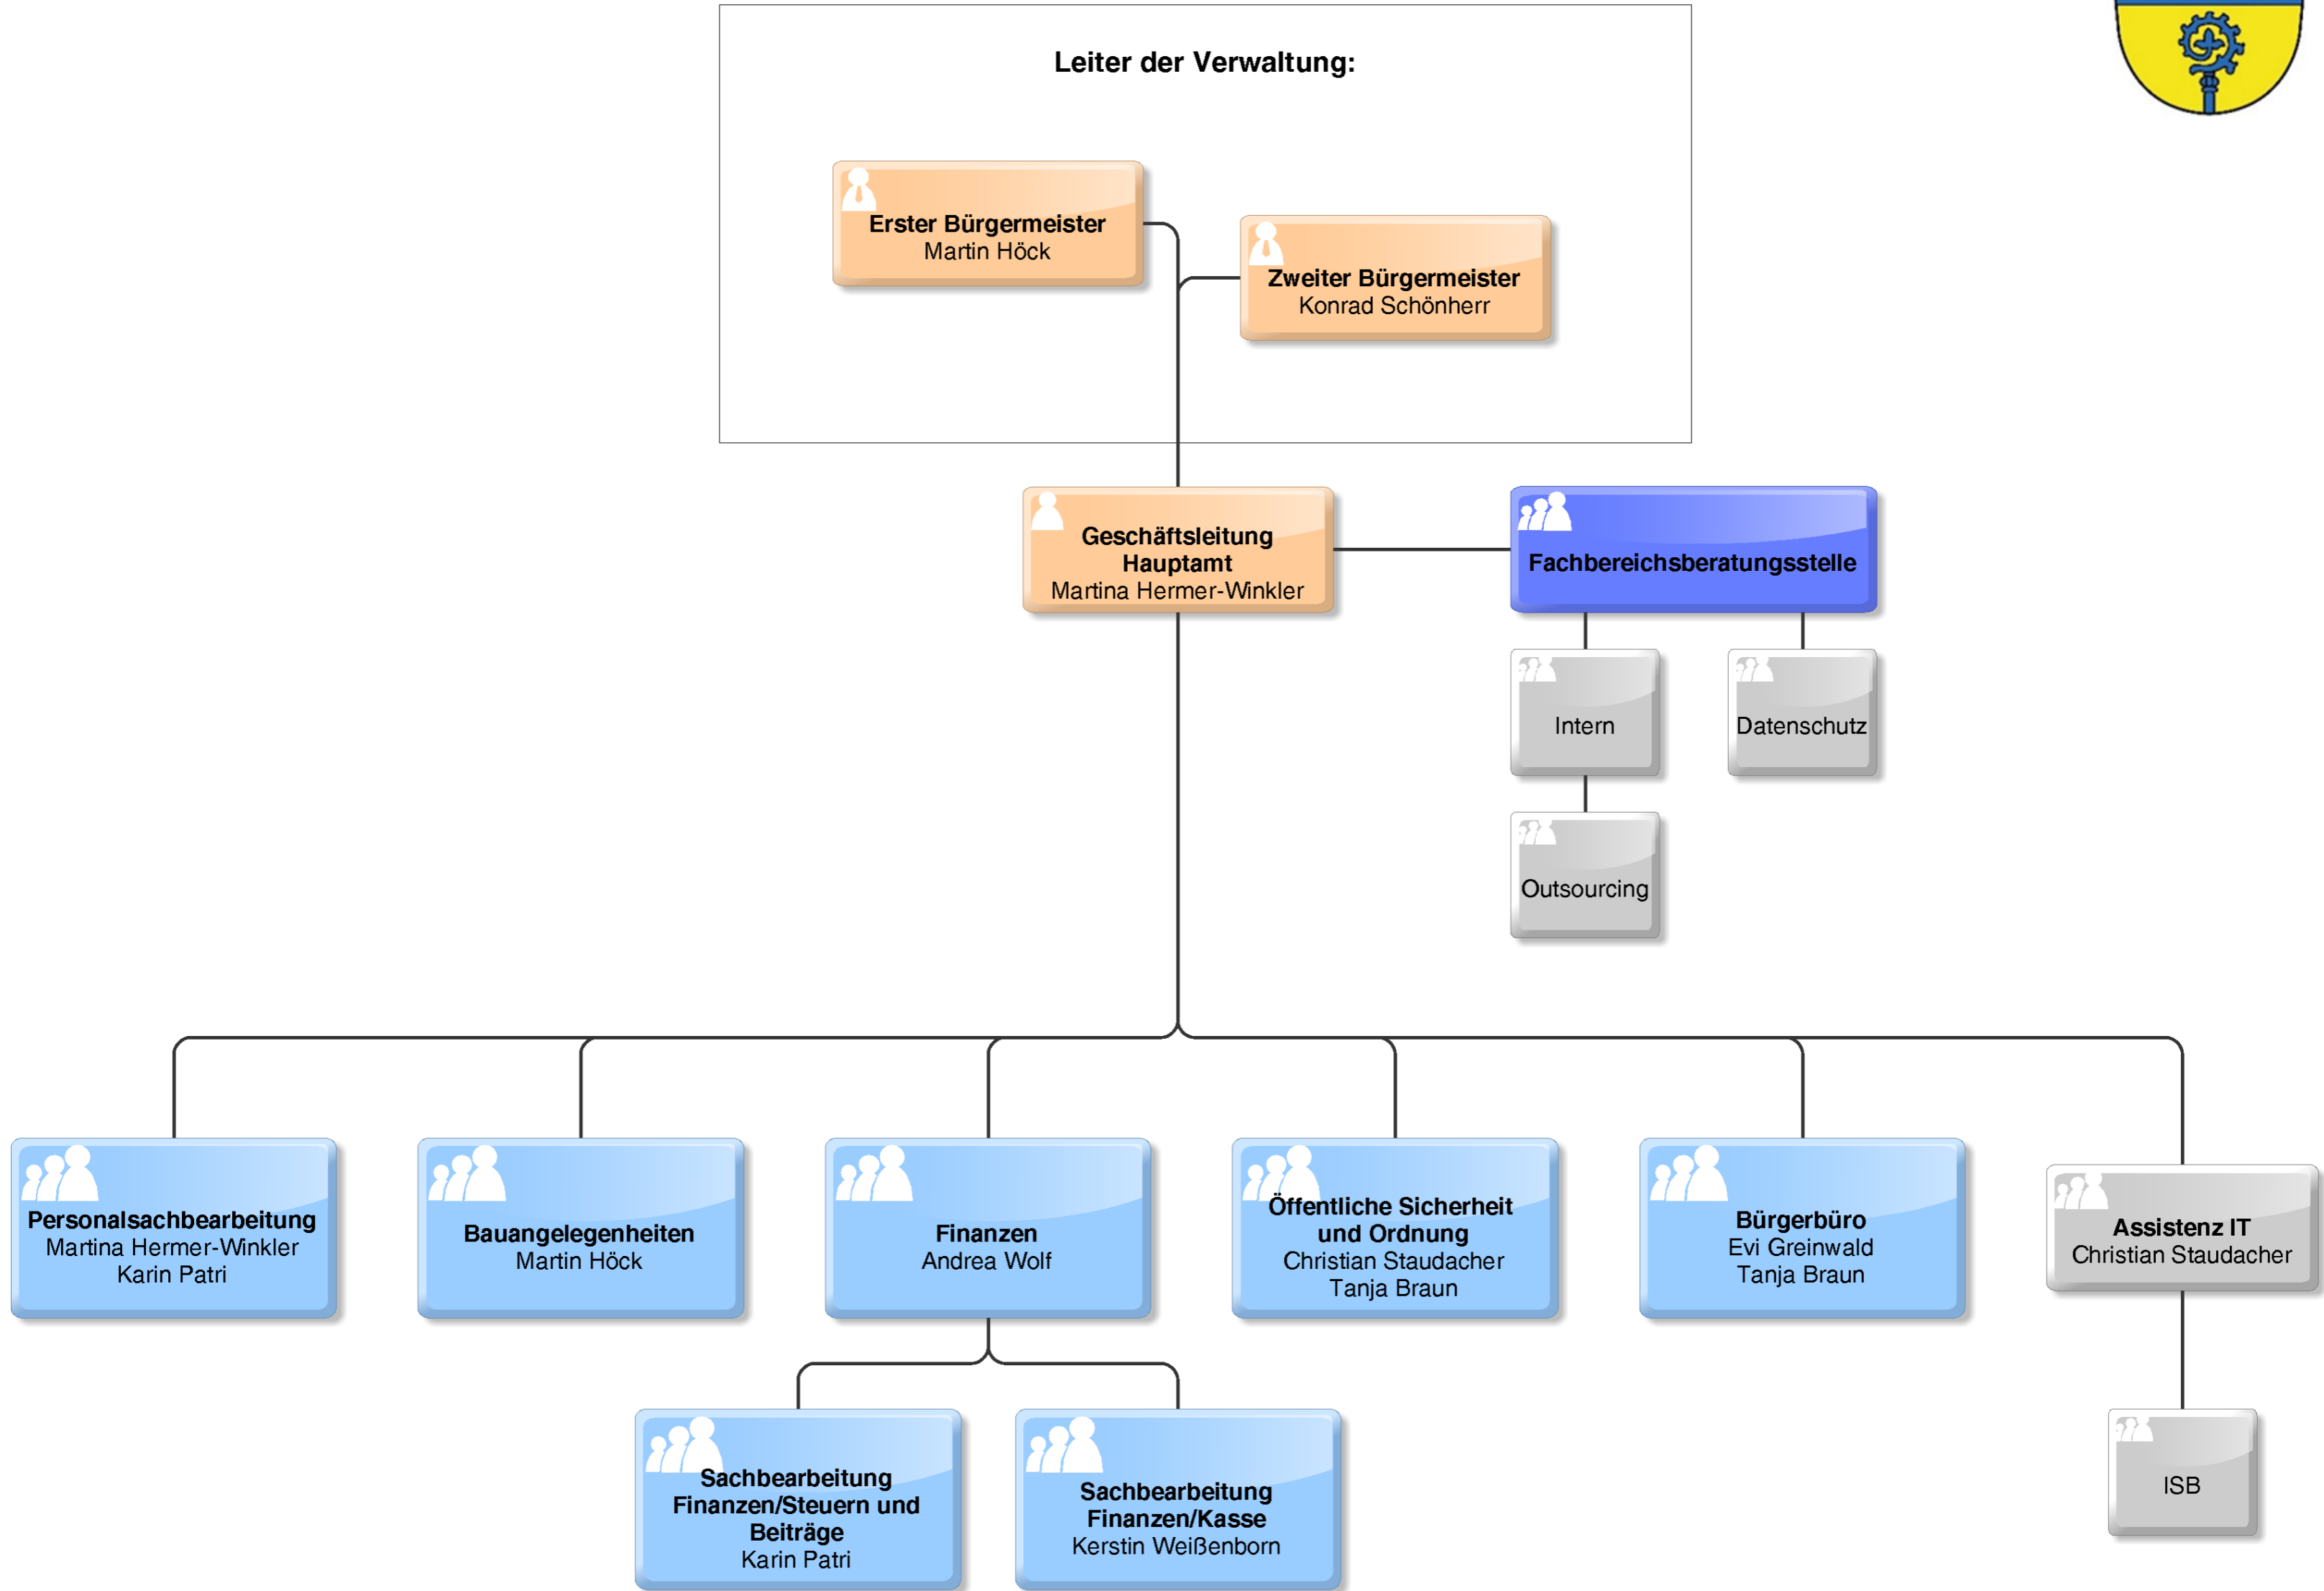 Leiter der Verwaltung:
Erster Bürgermeister
Martin Höck
Zweiter Bürgermeister
Konrad Schönherr
Geschäftsleitung
Hauptamt
Martina Hermer-Winkler
Fachbereichsberatungsstelle
Intern
Datenschutz
Outsourcing
Personalsachbearbeitung
Martina Hermer-Winkler
Karin Patri
Bauangelegenheiten
Martin Höck
Finanzen
Andrea Wolf
Öffentliche Sicherheit
und Ordnung
Christian Staudacher
Tanja Braun
Bürgerbüro
Evi Greinwald
Tanja Braun
Assistenz IT
Christian Staudacher
Sachbearbeitung
Finanzen/Steuern und
Beiträge
Karin Patri
Sachbearbeitung
Finanzen/Kasse
Kerstin Weißenborn
ISB